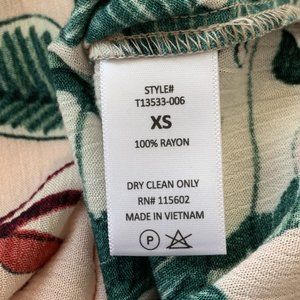 STYLE#
T13533-006
XS
100% RAYON
DRY CLEAN ONLY
RN# 115602
MADE IN VIETNAM
P